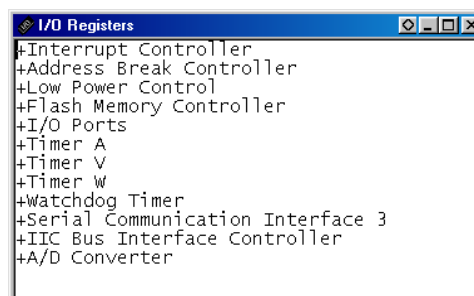 I/O Registers
+Interrupt Controller
+Address Break Controller
+Low Power Control
+Flash Memory Controller
+I/O Ports
+Timer A
+Timer V
+Timer W
+Watchdog Timer
+Serial Communication Interface 3
+IIC Bus Interface Controller
+A/D Converter